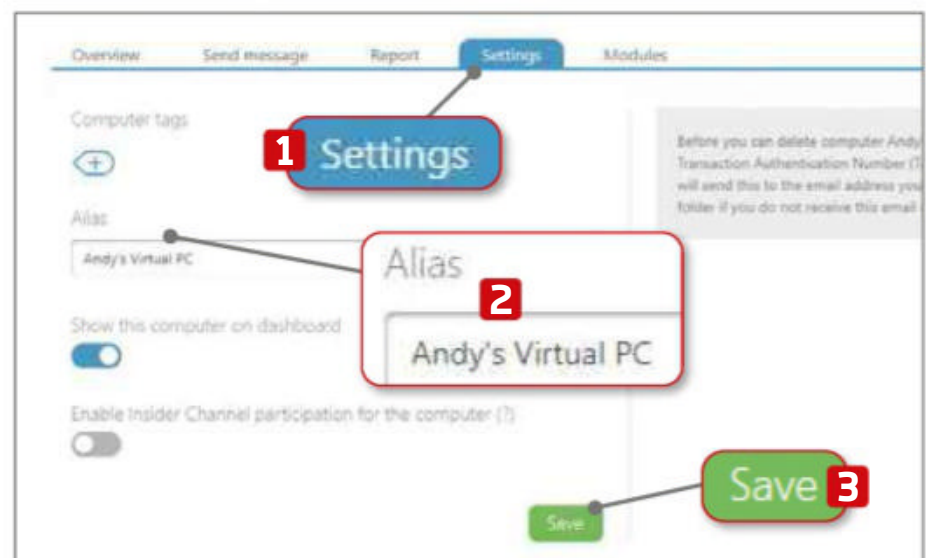 Overview Send message Report Settings Modules
Computer tags
1 Settings
Before you can delete computer Andy
Transaction Authentication Number (
will send this to the email address you
folder if you do not receive this email
Alias
Andy's Virtual PC
Alias
2
Andy's Virtual PC
Show this computer on dashboard
Enable Insider Channel participation for the computer (?)
Save
Save 3